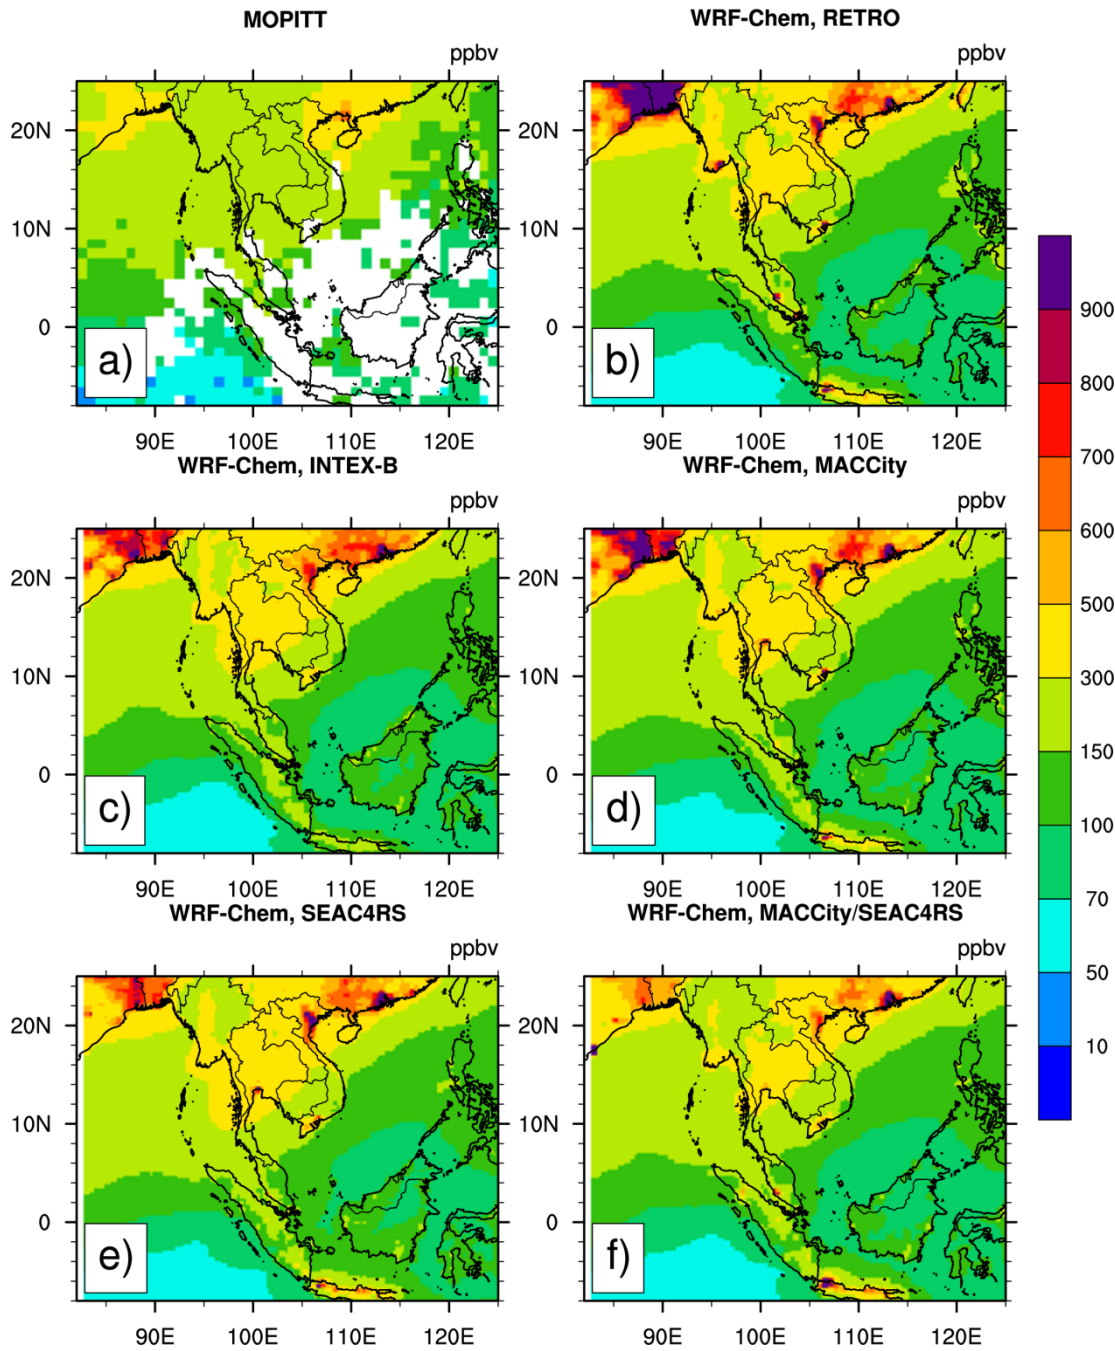 MOPITT
WRF-Chem, RETRO
ppbv
ppbv
20N
10N
0
a)
90E 100E 110E 120E
20N
10N
0
b)
90E 100E 110E 120E
WRF-Chem, INTEX-B
WRF-Chem, MACCity
ppbv
ppbv
20N
10N
0
c)
90E 100E 110E 120E
20N
10N
0
d)
90E 100E 110E 120E
WRF-Chem, SEAC4RS
WRF-Chem, MACCity/SEAC4RS
ppbv
ppbv
20N
10N
0
e)
90E 100E 110E 120E
20N
10N
0
f)
90E 100E 110E 120E
900
800
700
600
500
300
150
100
70
50
10